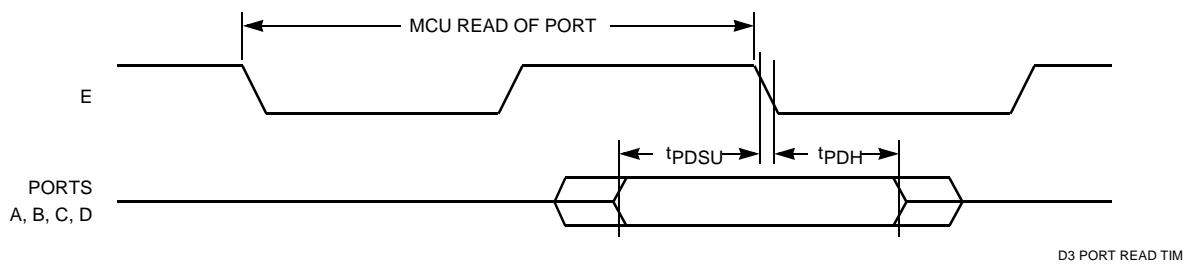 MCU READ OF PORT
E
tPDSU
tPDH
PORTS
A, B, C, D
D3 PORT READ TIM